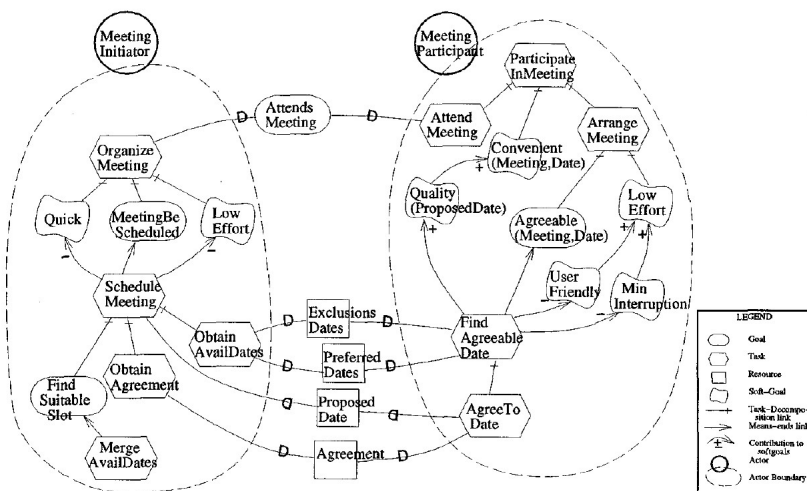 Meeting
Initiator
Meeting
Participant
Participate
InMeeting
Attends
Meeting
D
D
Attend
Meeting
Arrange
Meeting
Organize
Meeting
Convenient
(Meeting,Date)
+
Quality
(ProposedDate)
+
Quick
MeetingBe
Scheduled
Low
Effort
Low
Effort
Agreeable
(Meeting,Date)
+
+
−
−
Schedule
Meeting
User
Friendly
−
Min
Interruption
−
Obtain
AvailDates
D
Exclusions
Dates
D
Find
Agreeable
Date
D
Preferred
Dates
D
Obtain
Agreement
Find
Suitable
Slot
D
Proposed
Date
D
AgreeTo
Date
Merge
AvailDates
D
Agreement
D
LEGEND
Goal
Task
Resource
Soft−Goal
Task−Decompo−
sition link
Means−ends link
±
Contribution to
softgoals
Actor
Actor Boundary